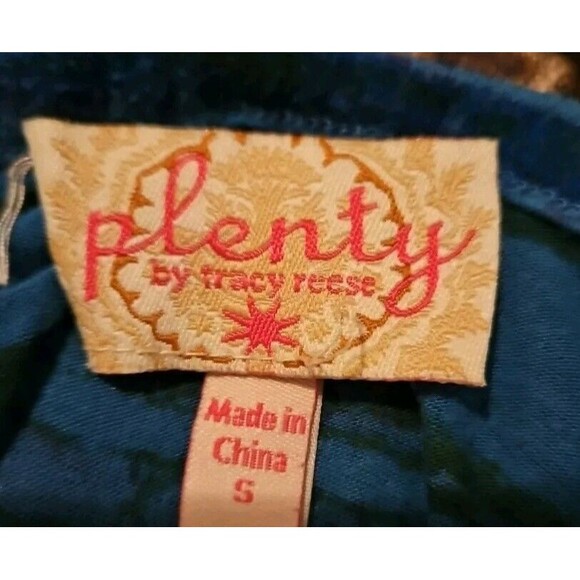 plenty
by tracy reese
Made in
China
S